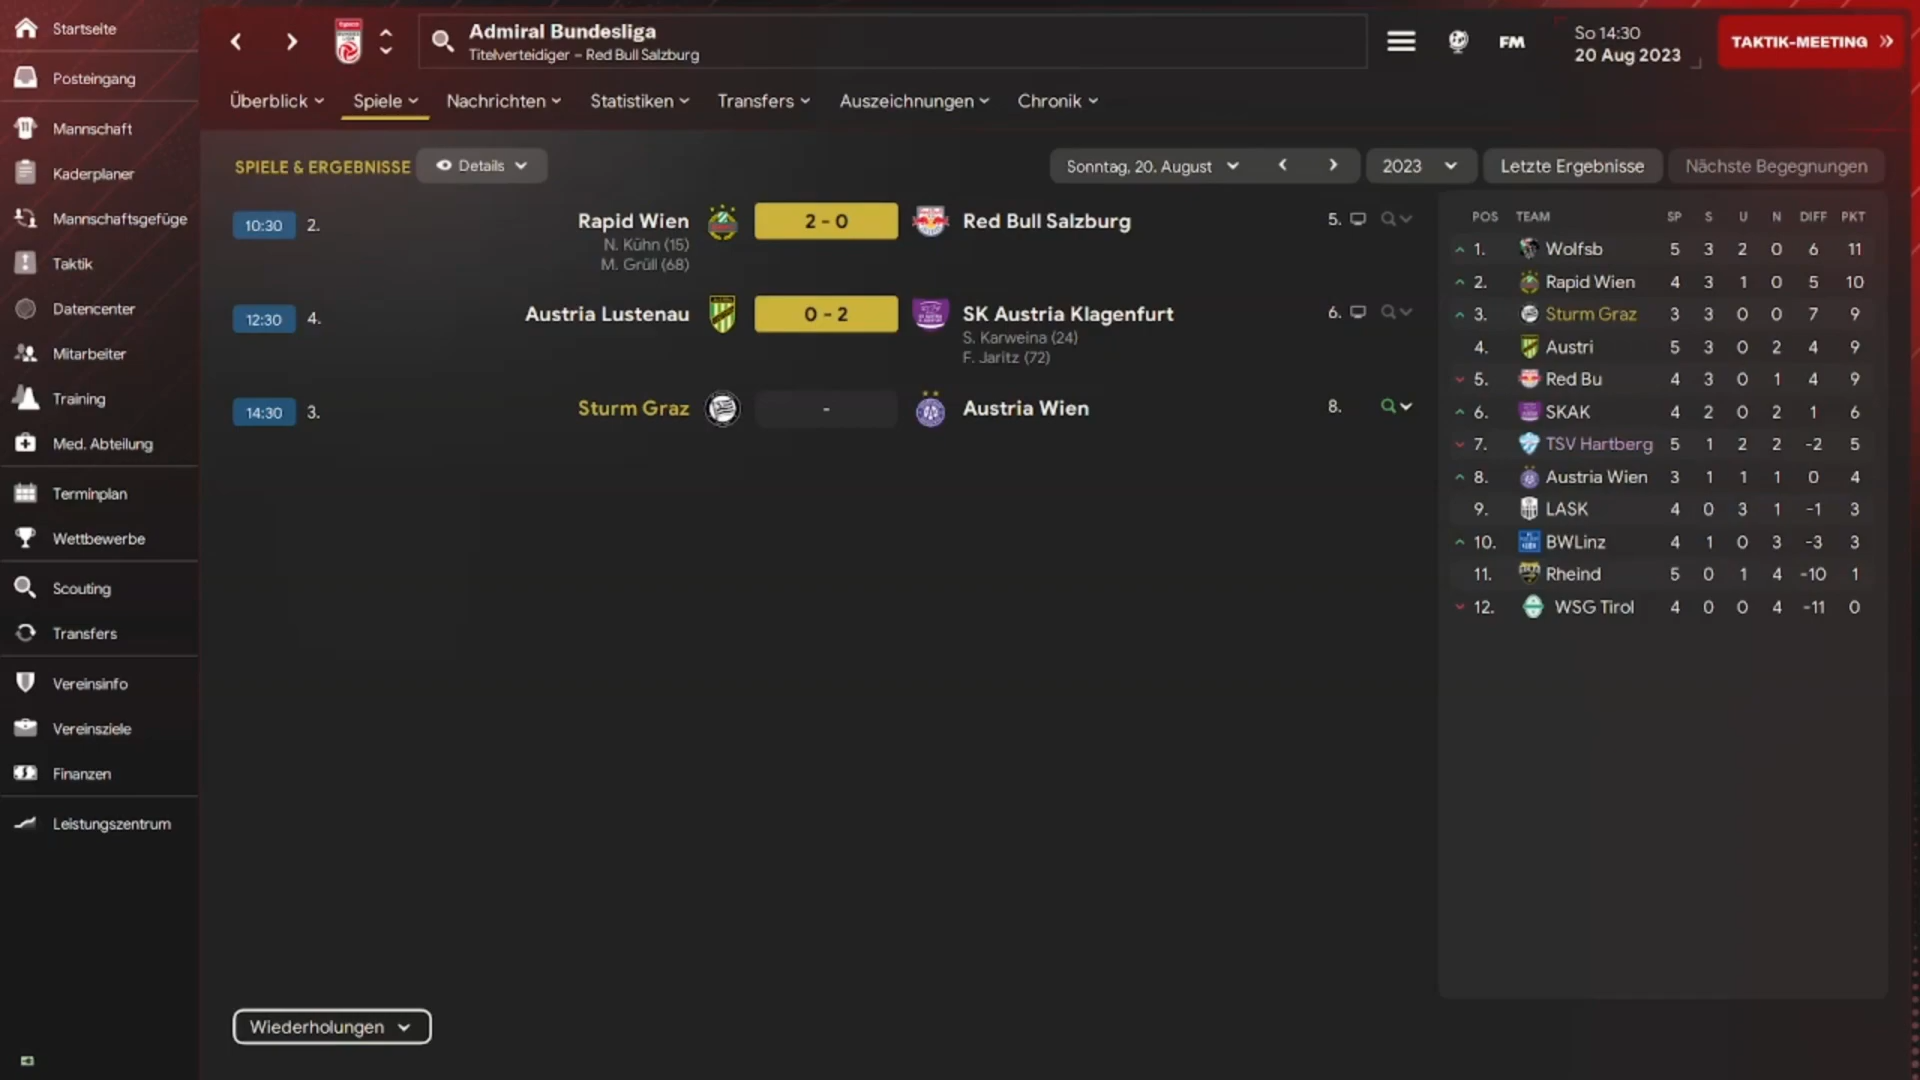 Startseite
Posteingang
Mannschaft
Kaderplaner
Mannschaftsgefüge
Taktik
Datencenter
Mitarbeiter
Training
Med. Abteilung
Terminplan
Wettbewerbe
Scouting
Transfers
Vereinsinfo
Vereinsziele
Finanzen
Leistungszentrum
Admiral Bundesliga
Titelverteidiger – Red Bull Salzburg
FM
So 14:30
20 Aug 2023
TAKTIK-MEETING
Überblick Spiele Nachrichten Statistiken Transfers Auszeichnungen Chronik
SPIELE & ERGEBNISSE Details Sonntag, 20. August 2023 Letzte Ergebnisse Nächste Begegnungen
10:30 2. Rapid Wien 2 - 0 Red Bull Salzburg 5.
N. Kühn (15)
M. Grüll (68)
12:30 4. Austria Lustenau 0 - 2 SK Austria Klagenfurt 6.
S. Karweina (24)
F. Jaritz (72)
14:30 3. Sturm Graz - Austria Wien 8.
POS TEAM SP S U N DIFF PKT
1. Wolfsb 5 3 2 0 6 11
2. Rapid Wien 4 3 1 0 5 10
3. Sturm Graz 3 3 0 0 7 9
4. Austri 5 3 0 2 4 9
5. Red Bu 4 3 0 1 4 9
6. SKAK 4 2 0 2 1 6
7. TSV Hartberg 5 1 2 2 -2 5
8. Austria Wien 3 1 1 1 0 4
9. LASK 4 0 3 1 -1 3
10. BWLinz 4 1 0 3 -3 3
11. Rheind 5 0 1 4 -10 1
12. WSG Tirol 4 0 0 4 -11 0
Wiederholungen